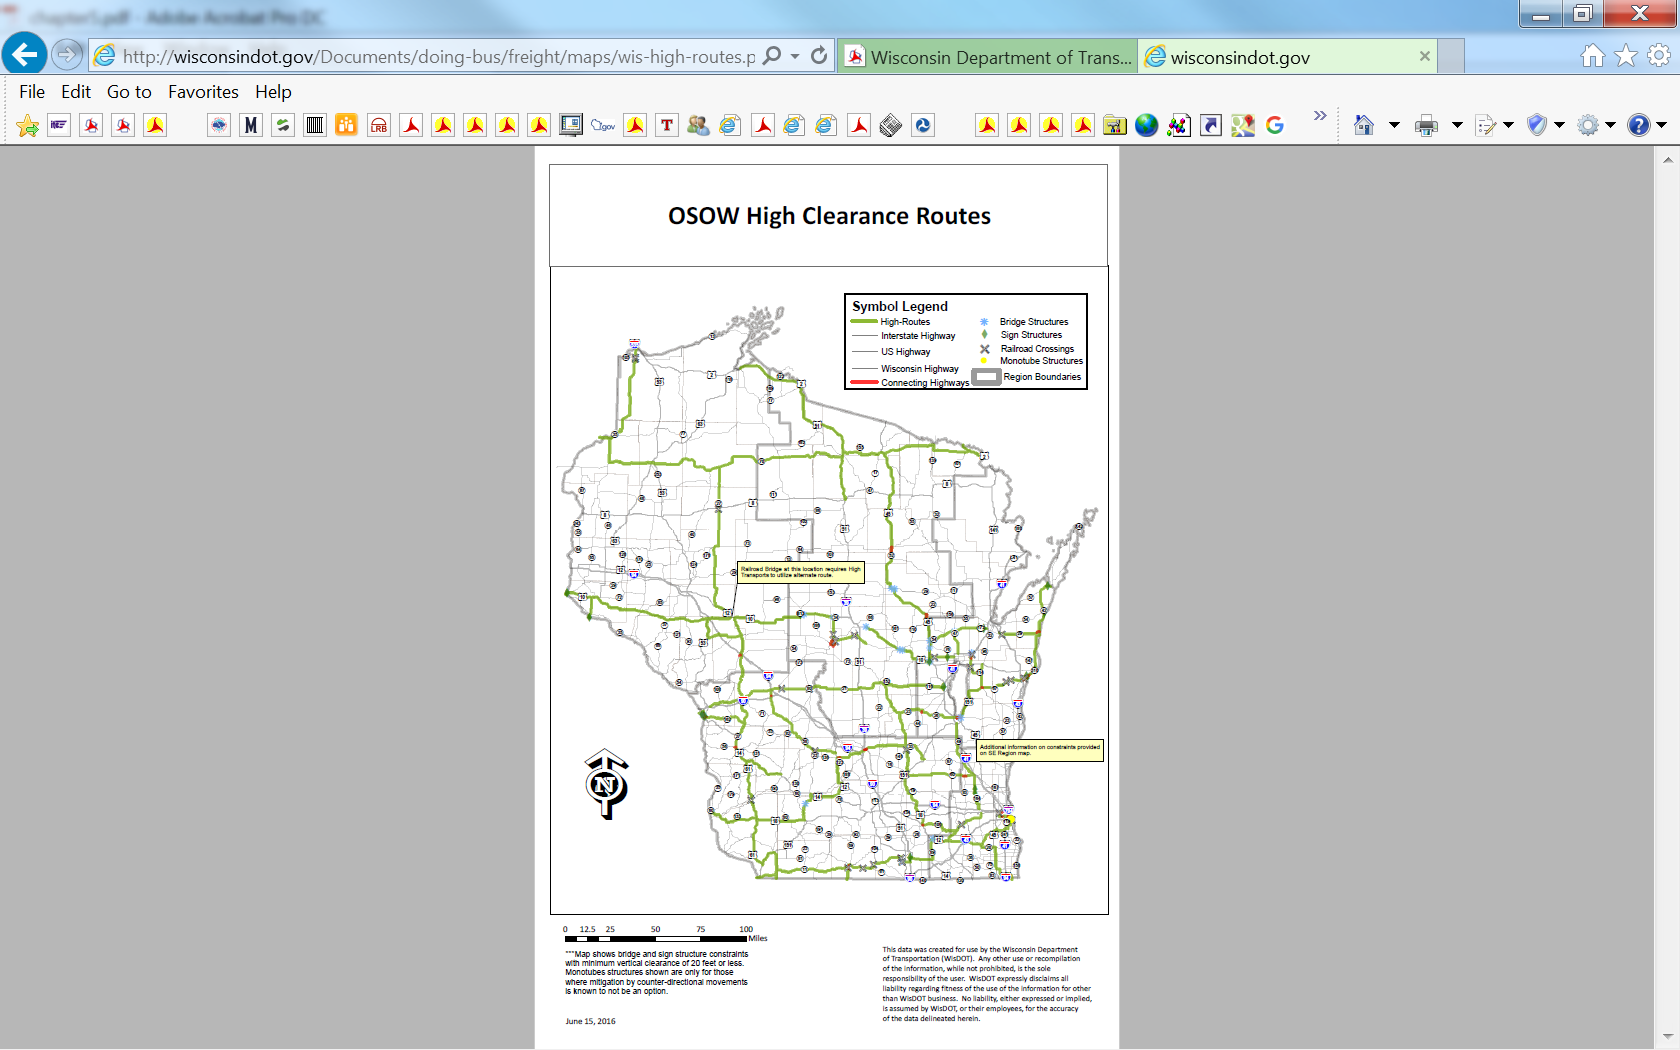 chapter5.pdf - Adobe Acrobat Pro DC
http://wisconsindot.gov/Documents/doing-bus/freight/maps/wis-high-routes.p
Wisconsin Department of Trans...
wisconsindot.gov
File Edit Go to Favorites Help
OSOW High Clearance Routes
Symbol Legend
High-Routes
Interstate Highway
US Highway
Wisconsin Highway
Connecting Highways
Bridge Structures
Sign Structures
Railroad Crossings
Monotube Structures
Region Boundaries
Railroad Bridge at this location requires High
Transports to utilize alternate route.
Additional information on constraints provided
on SE Region map.
N
0 12.5 25 50 75 100
Miles
***Map shows bridge and sign structure constraints
with minimum vertical clearance of 20 feet or less.
Monotubes structures shown are only for those
where mitigation by counter-directional movements
is known to not be an option.
June 15, 2016
This data was created for use by the Wisconsin Department
of Transportation (WisDOT). Any other use or recompilation
of the information, while not prohibited, is the sole
responsibility of the user. WisDOT expressly disclaims all
liability regarding fitness of the use of the information for other
than WisDOT business. No liability, either expressed or implied,
is assumed by WisDOT, or their employees, for the accuracy
of the data delineated herein.